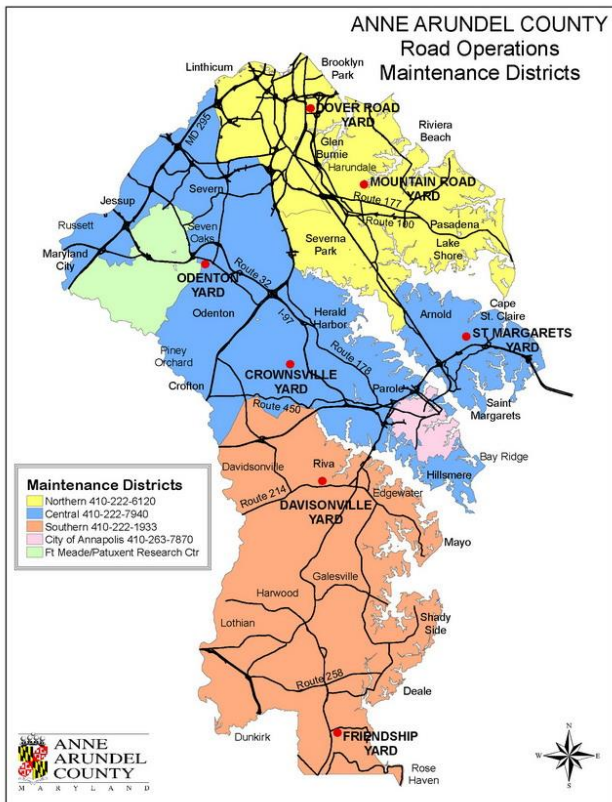 ANNE ARUNDEL COUNTY
Road Operations
Maintenance Districts
Linthicum
Brooklyn
Park
DOVER ROAD
YARD
MD 295
Glen
Burnie
Riviera
Beach
Harundale
MOUNTAIN ROAD
YARD
Severn
Route 177
Jessup
Route 100
Pasadena
Russett
Seven
Oaks
Severna
Park
Lake
Shore
Maryland
City
ODENTON
YARD
Route 32
Cape
St. Claire
Arnold
Odenton
I-97
Herald
Harbor
ST MARGARETS
YARD
Piney
Orchard
Route 178
CROWNSVILLE
YARD
Crofton
Parole
Saint
Margarets
Route 450
Bay Ridge
Davidsonville
Riva
Hillsmere
Maintenance Districts
Northern 410-222-6120
Central 410-222-7940
Southern 410-222-1933
City of Annapolis 410-263-7870
Ft Meade/Patuxent Research Ctr
Route 214
Edgewater
DAVISONVILLE
YARD
Mayo
Galesville
Harwood
Lothian
Shady
Side
Route 258
Deale
Dunkirk
FRIENDSHIP
YARD
Rose
Haven
ANNE
ARUNDEL
COUNTY
MARYLAND
N
W
E
S